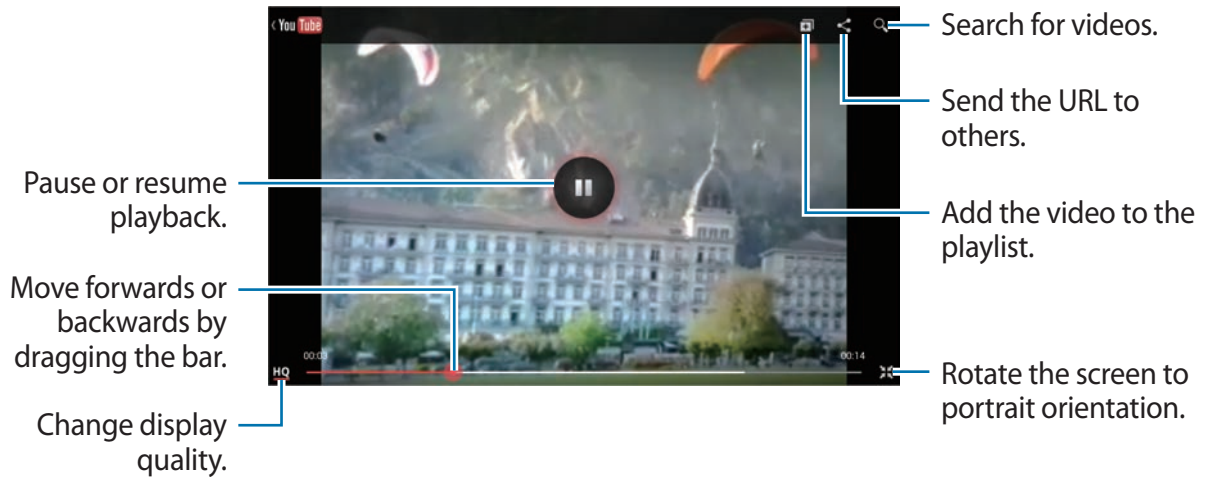 You Tube
Search for videos.
Send the URL to
others.
Pause or resume
playback.
Add the video to the
playlist.
Move forwards or
backwards by
dragging the bar.
00:03
00:14
HQ
Rotate the screen to
portrait orientation.
Change display
quality.